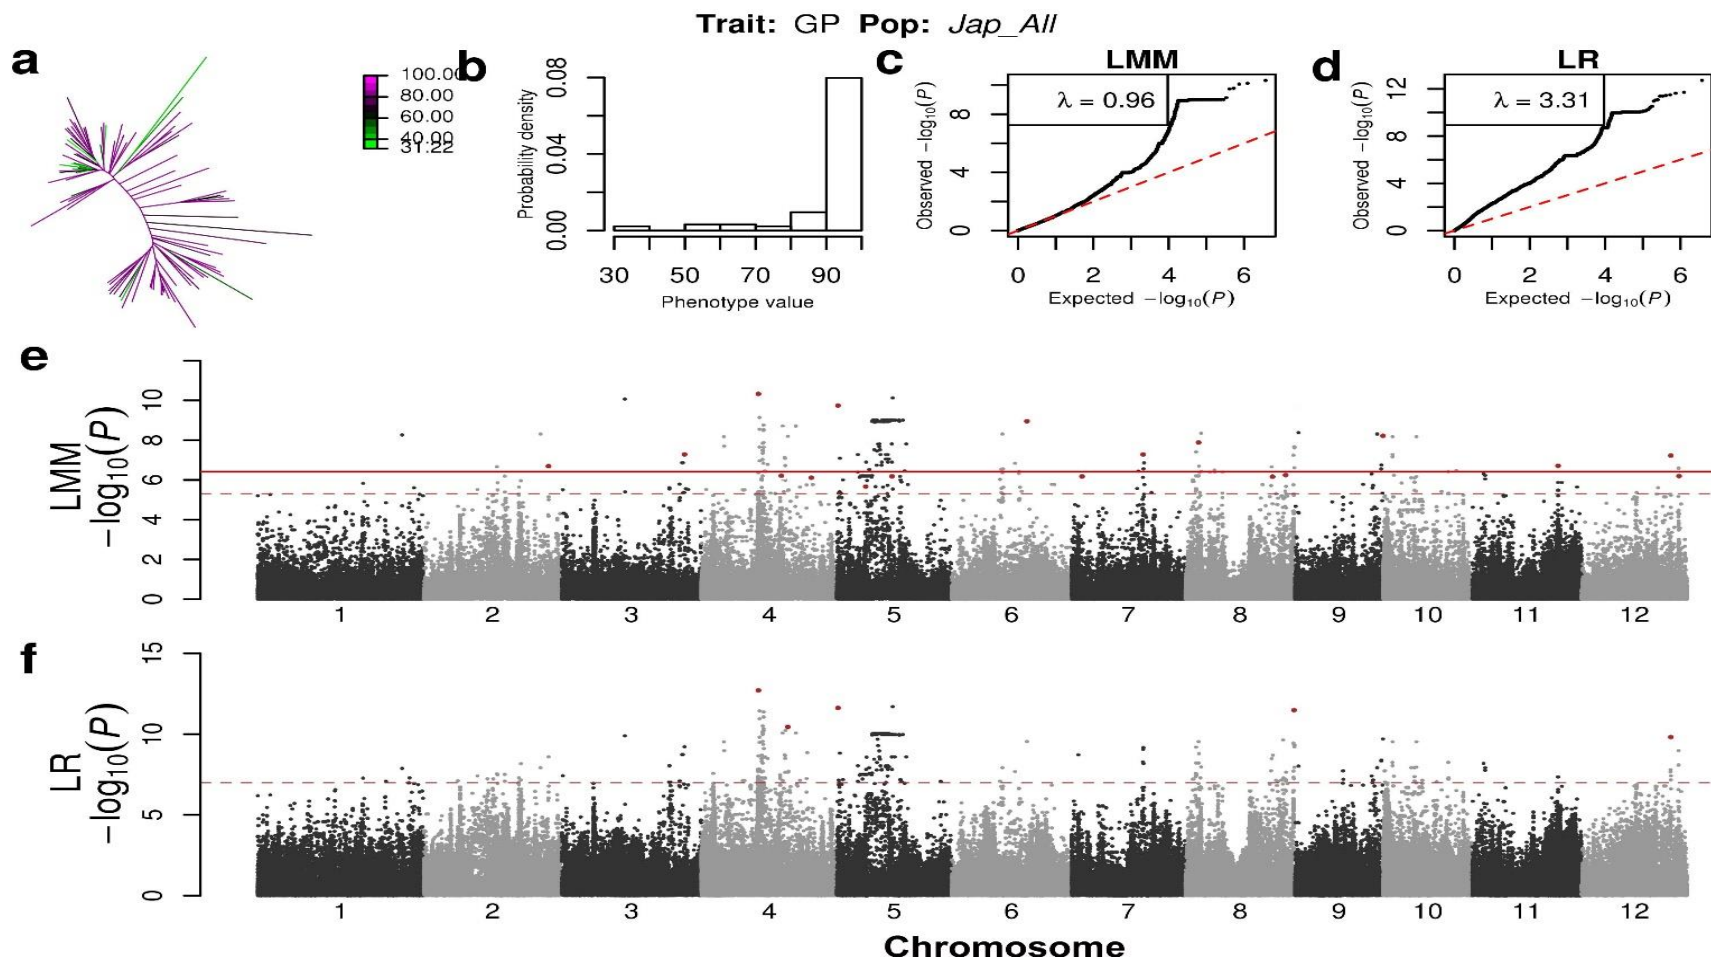 Trait: GP Pop: Jap_All
a
100.00
80.00
60.00
40.00
31.22
b
Probability density
0.00 0.04 0.08
30 50 70 90
Phenotype value
c
LMM
λ = 0.96
Observed −log₁₀(P)
0 4 8
0 2 4 6
Expected −log₁₀(P)
d
LR
λ = 3.31
Observed −log₁₀(P)
0 4 8 12
0 2 4 6
Expected −log₁₀(P)
e
LMM
−log₁₀(P)
0 2 4 6 8 10
1 2 3 4 5 6 7 8 9 10 11 12
f
LR
−log₁₀(P)
0 5 10 15
1 2 3 4 5 6 7 8 9 10 11 12
Chromosome